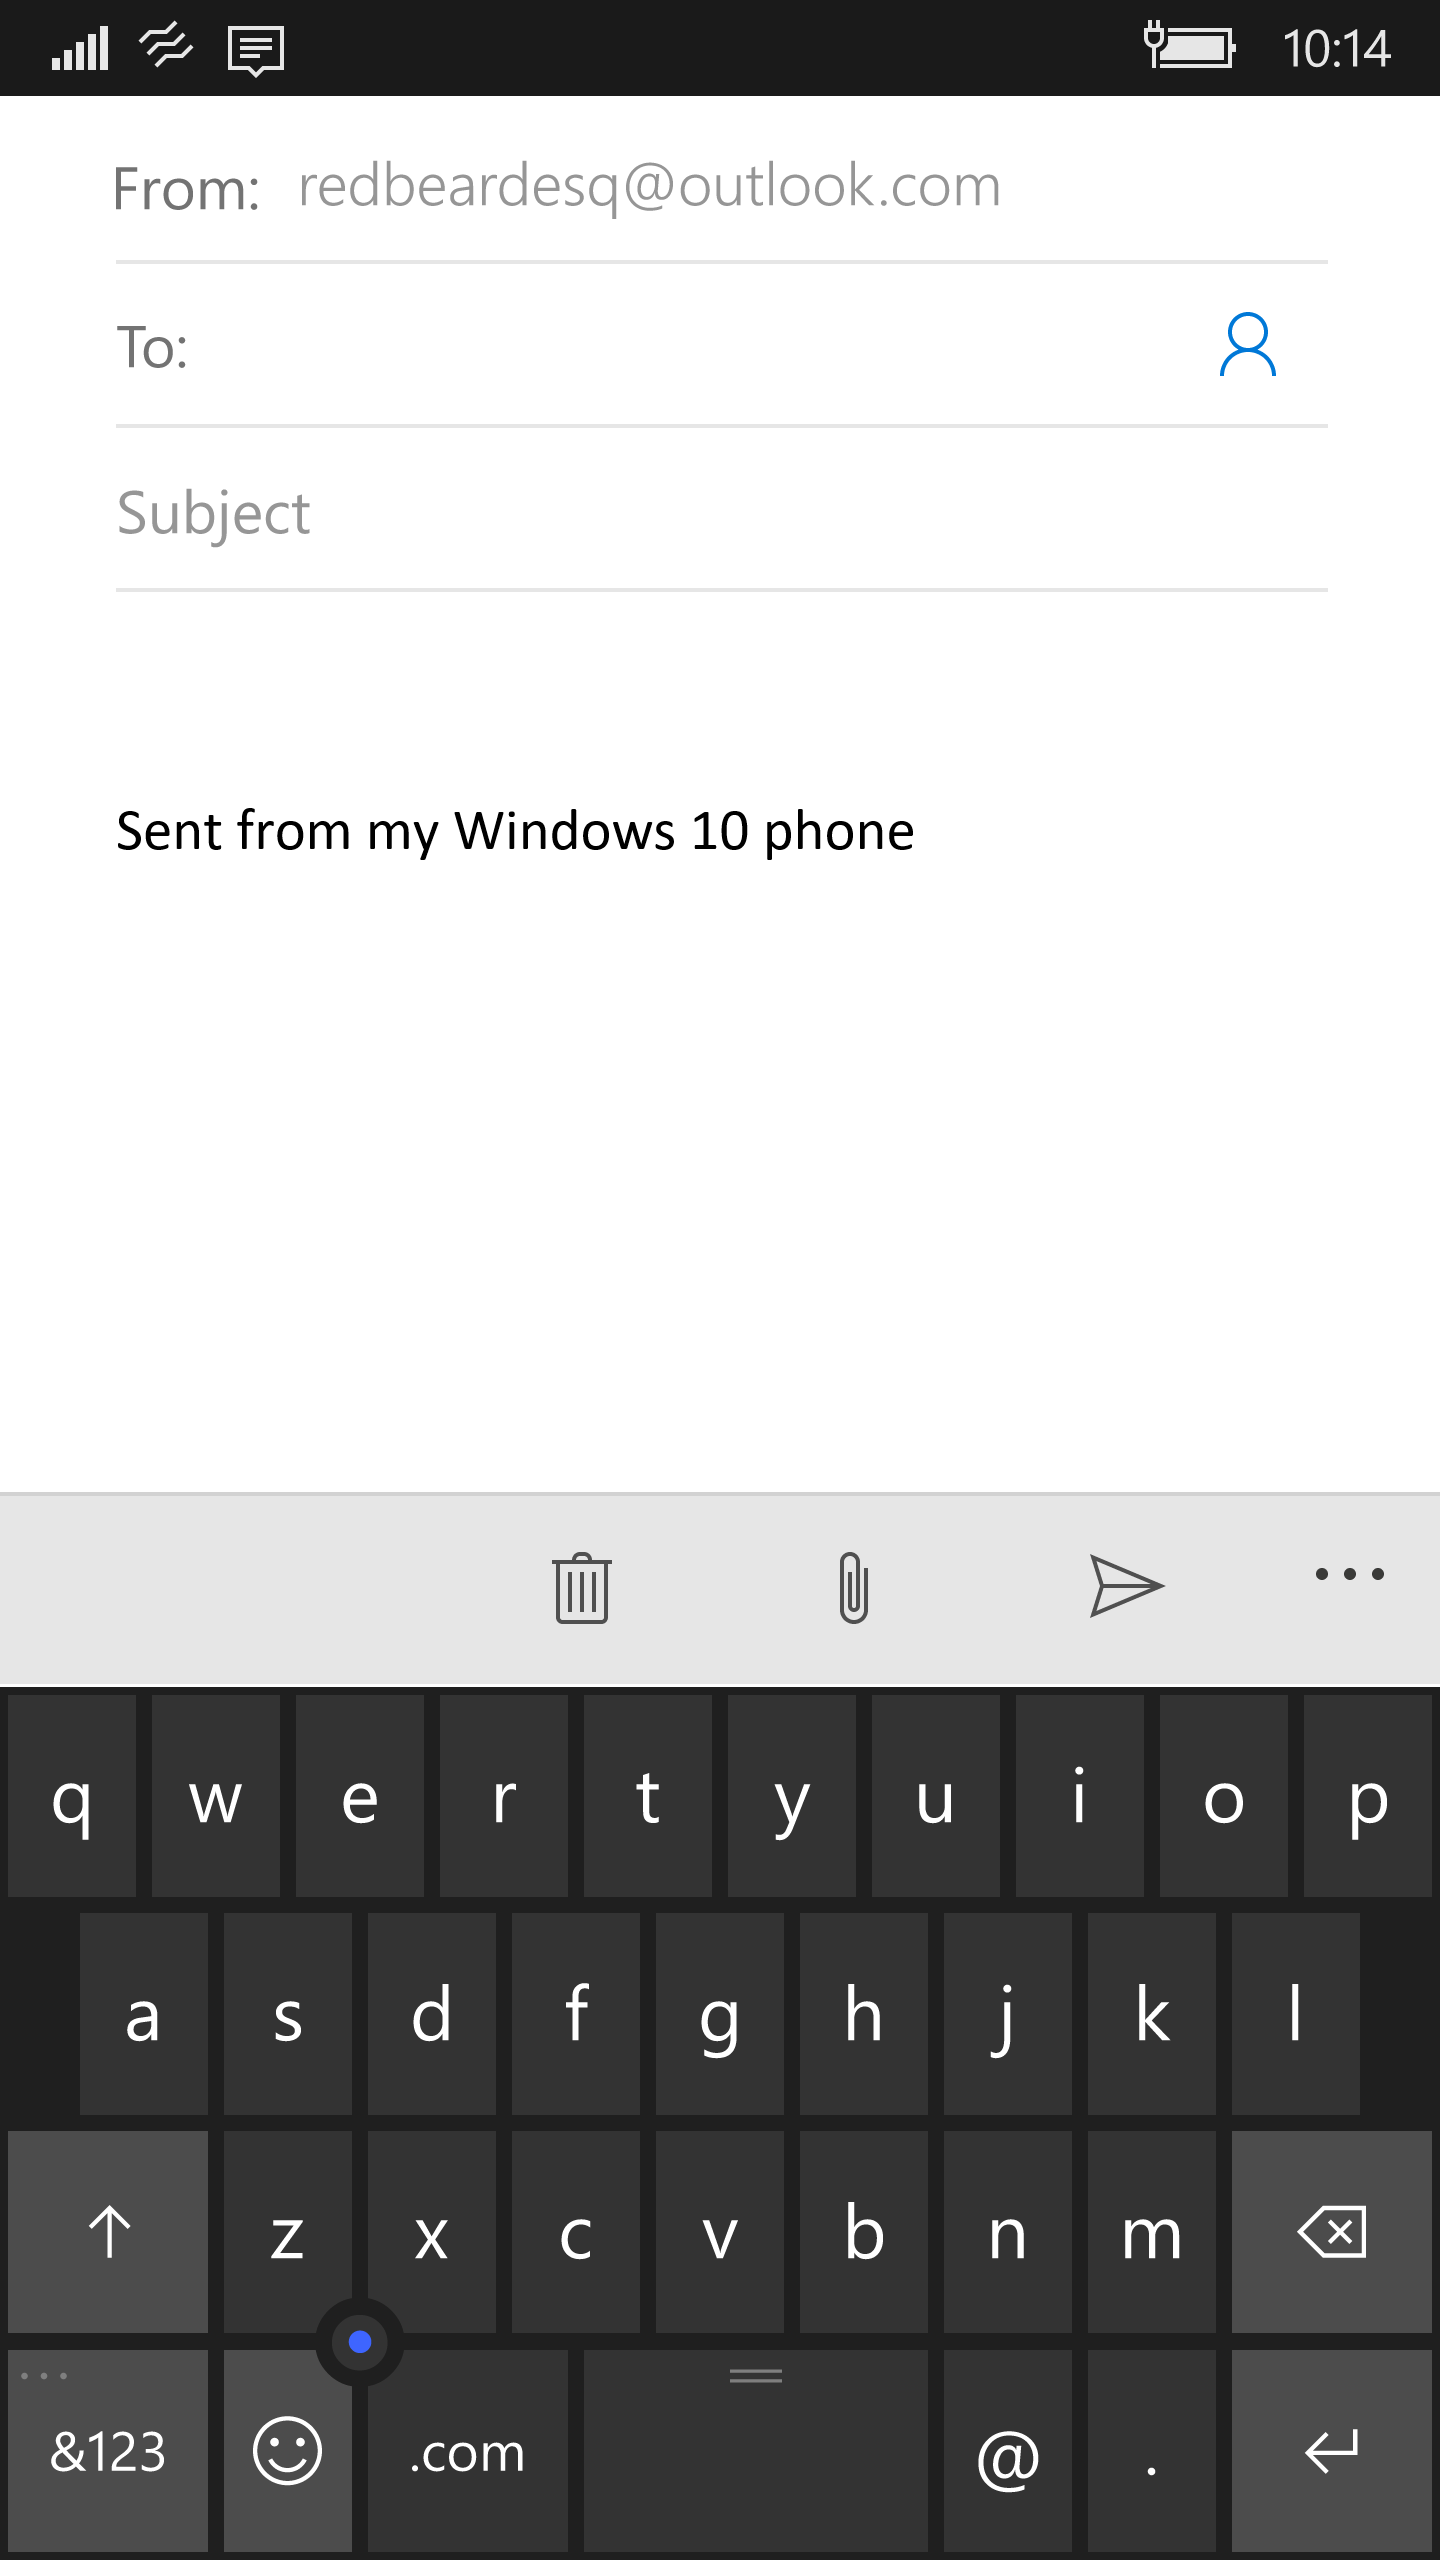 10:14
From: redbeardesq@outlook.com
To:
Subject
Sent from my Windows 10 phone
q w e r t y u i o p
a s d f g h j k l
z x c v b n m
&123 .com @ .